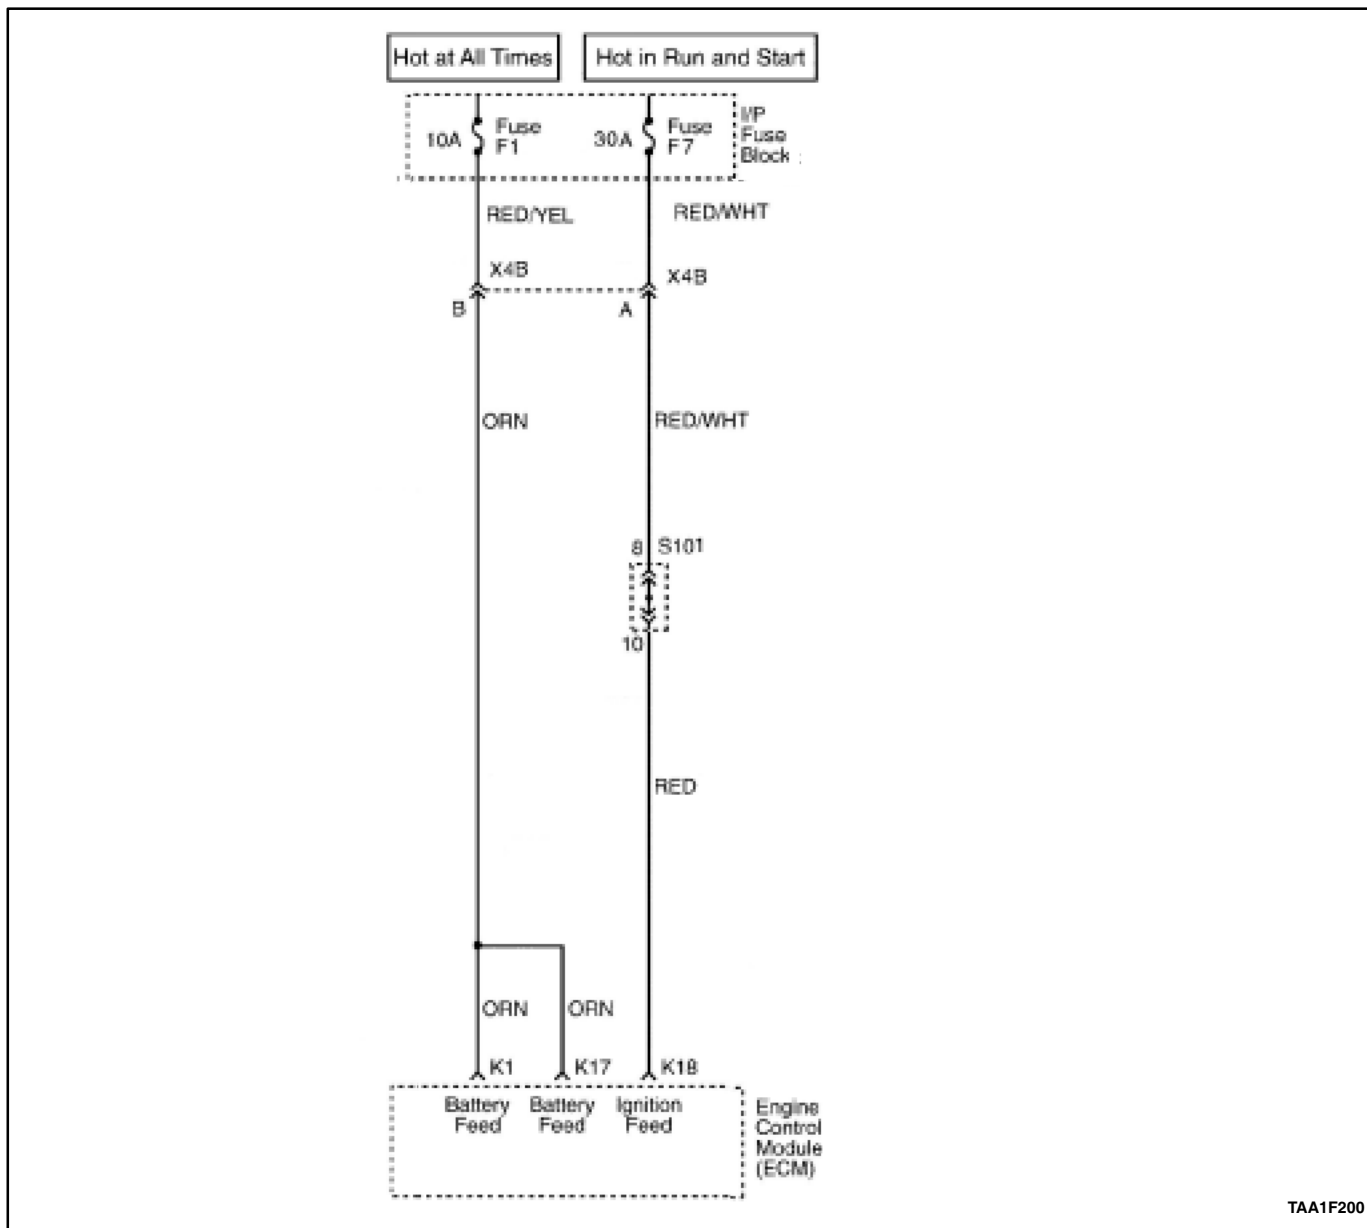 Hot at All Times
Hot in Run and Start
10A
Fuse
F1
30A
Fuse
F7
I/P
Fuse
Block
RED/YEL
RED/WHT
X4B
X4B
B
A
ORN
RED/WHT
8
S101
10
RED
ORN
ORN
K1
K17
K18
Battery
Feed
Battery
Feed
Ignition
Feed
Engine
Control
Module
(ECM)
TAA1F200